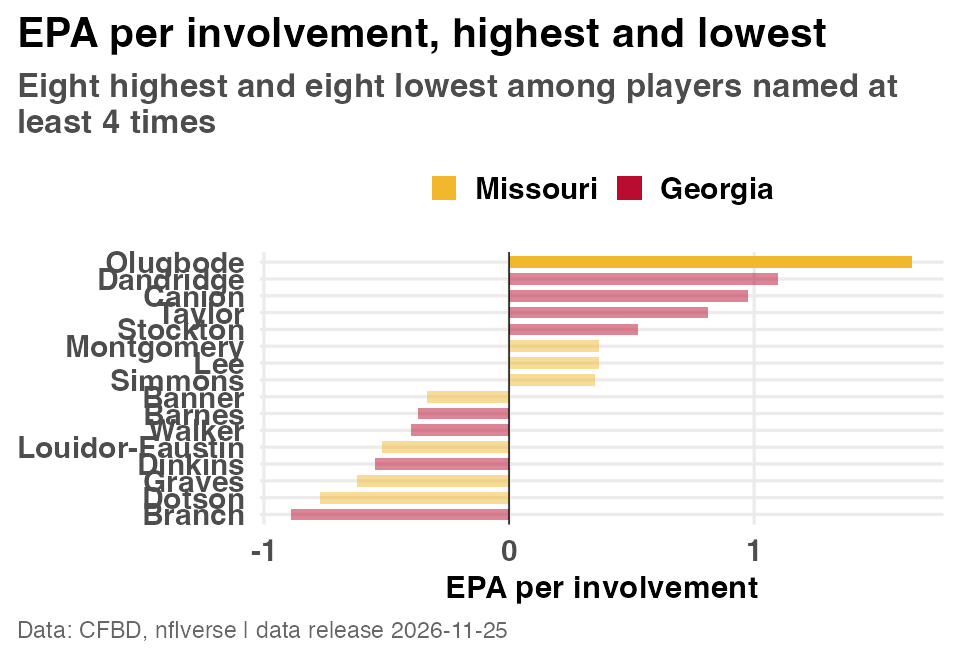 EPA per involvement, highest and lowest
Eight highest and eight lowest among players named at
least 4 times
Missouri Georgia
Olugbode
Dandridge
Canion
Taylor
Stockton
Montgomery
Lee
Simmons
Banner
Barnes
Walker
Louidor-Faustin
Dinkins
Graves
Dotson
Branch
-1 0 1
EPA per involvement
Data: CFBD, nflverse | data release 2026-11-25